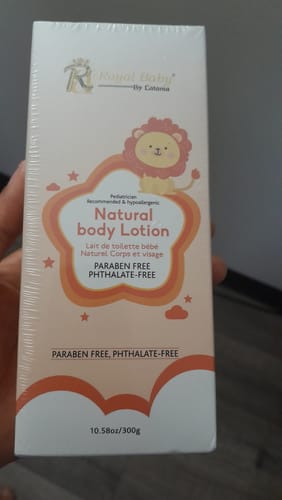 R
Royal Baby
By Catania
Pediatrician
Recommended & hypoallergenic
Natural
body Lotion
Lait de toilette bébé
Naturel Corps et visage
PARABEN FREE
PHTHALATE-FREE
PARABEN FREE, PHTHALATE-FREE
10.58oz/300g